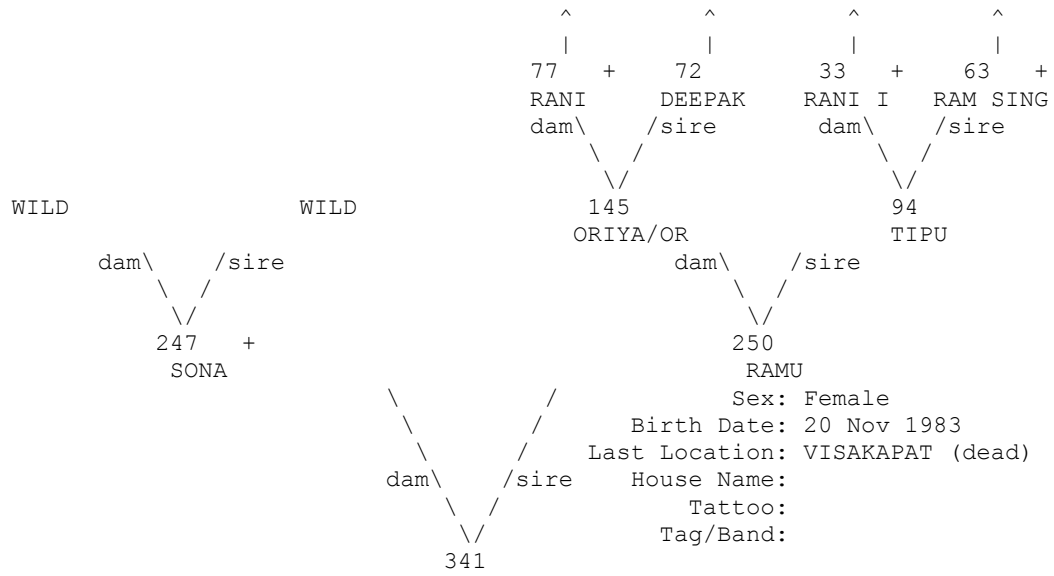 ^ ^ ^ ^
| | | |
77 + 72 33 + 63 +
RANI DEEPAK RANI I RAM SING
dam\ /sire dam\ /sire
\ / \ /
\/ \/
WILD WILD 145 94
ORIYA/OR TIPU
dam\ /sire dam\ /sire
\ / \ /
\/ \/
247 + 250
SONA RAMU
\ / Sex: Female
\ / Birth Date: 20 Nov 1983
\ / Last Location: VISAKAPAT (dead)
dam\ /sire House Name:
\ / Tattoo:
\/ Tag/Band:
341